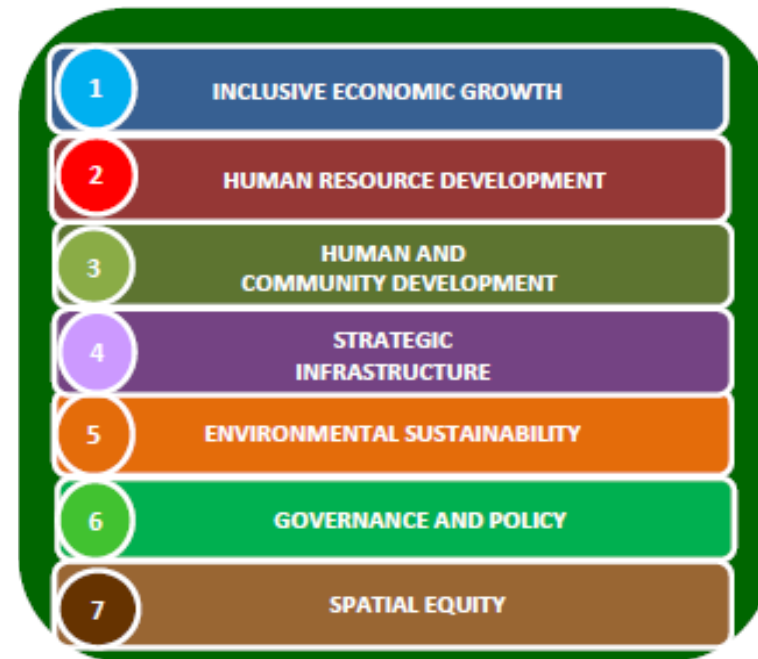 1
INCLUSIVE ECONOMIC GROWTH
2
HUMAN RESOURCE DEVELOPMENT
3
HUMAN AND
COMMUNITY DEVELOPMENT
4
STRATEGIC
INFRASTRUCTURE
5
ENVIRONMENTAL SUSTAINABILITY
6
GOVERNANCE AND POLICY
7
SPATIAL EQUITY